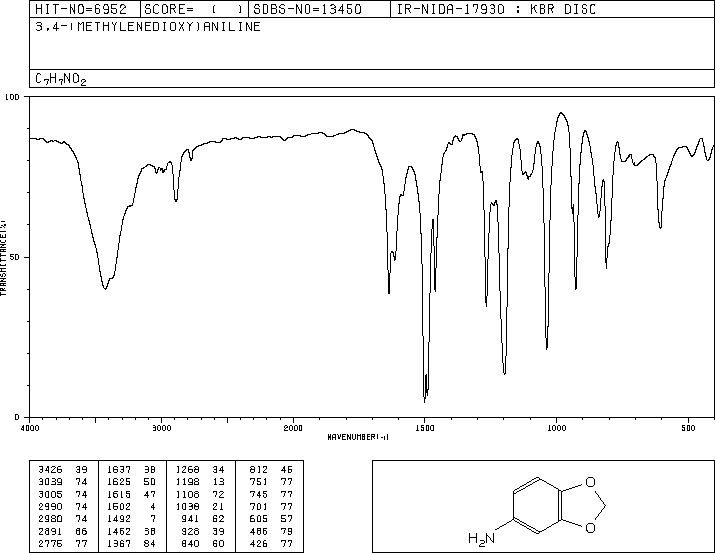 HIT-NO=6952 SCORE= ( ) SDBS-NO=13450 IR-NIDA-17930 : KBR DISC
3,4-(METHYLENEDIOXY)ANILINE
C7H7NO2
100
50
0
TRANSMITTANCE(%)
4000 3000 2000 1500 1000 500
WAVENUMBER(-1)
3426 39 1637 38 1268 34 812 45
3039 74 1625 50 1198 13 751 77
3005 74 1615 47 1108 72 745 77
2990 74 1502 4 1038 21 701 77
2980 74 1492 7 941 62 605 57
2891 66 1462 38 928 39 486 79
2776 77 1367 84 840 60 426 77
O
O
H2N